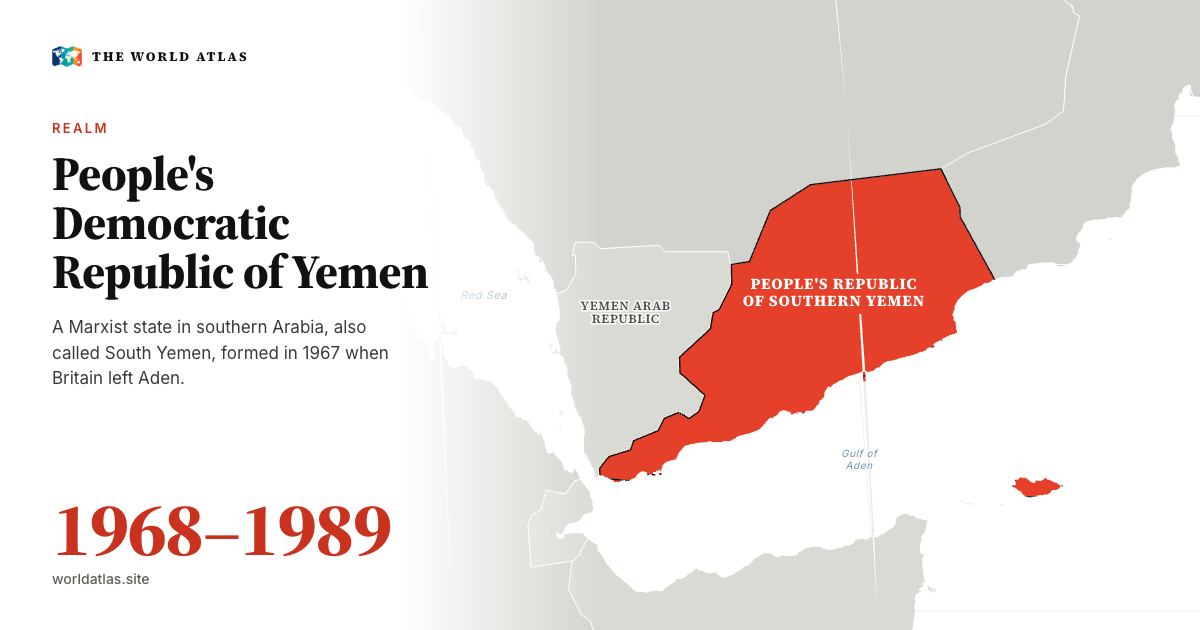 THE WORLD ATLAS
REALM
People's
Democratic
Republic of Yemen
A Marxist state in southern Arabia, also
called South Yemen, formed in 1967 when
Britain left Aden.
1968–1989
worldatlas.site
Red Sea
YEMEN ARAB
REPUBLIC
PEOPLE'S REPUBLIC
OF SOUTHERN YEMEN
Gulf of
Aden